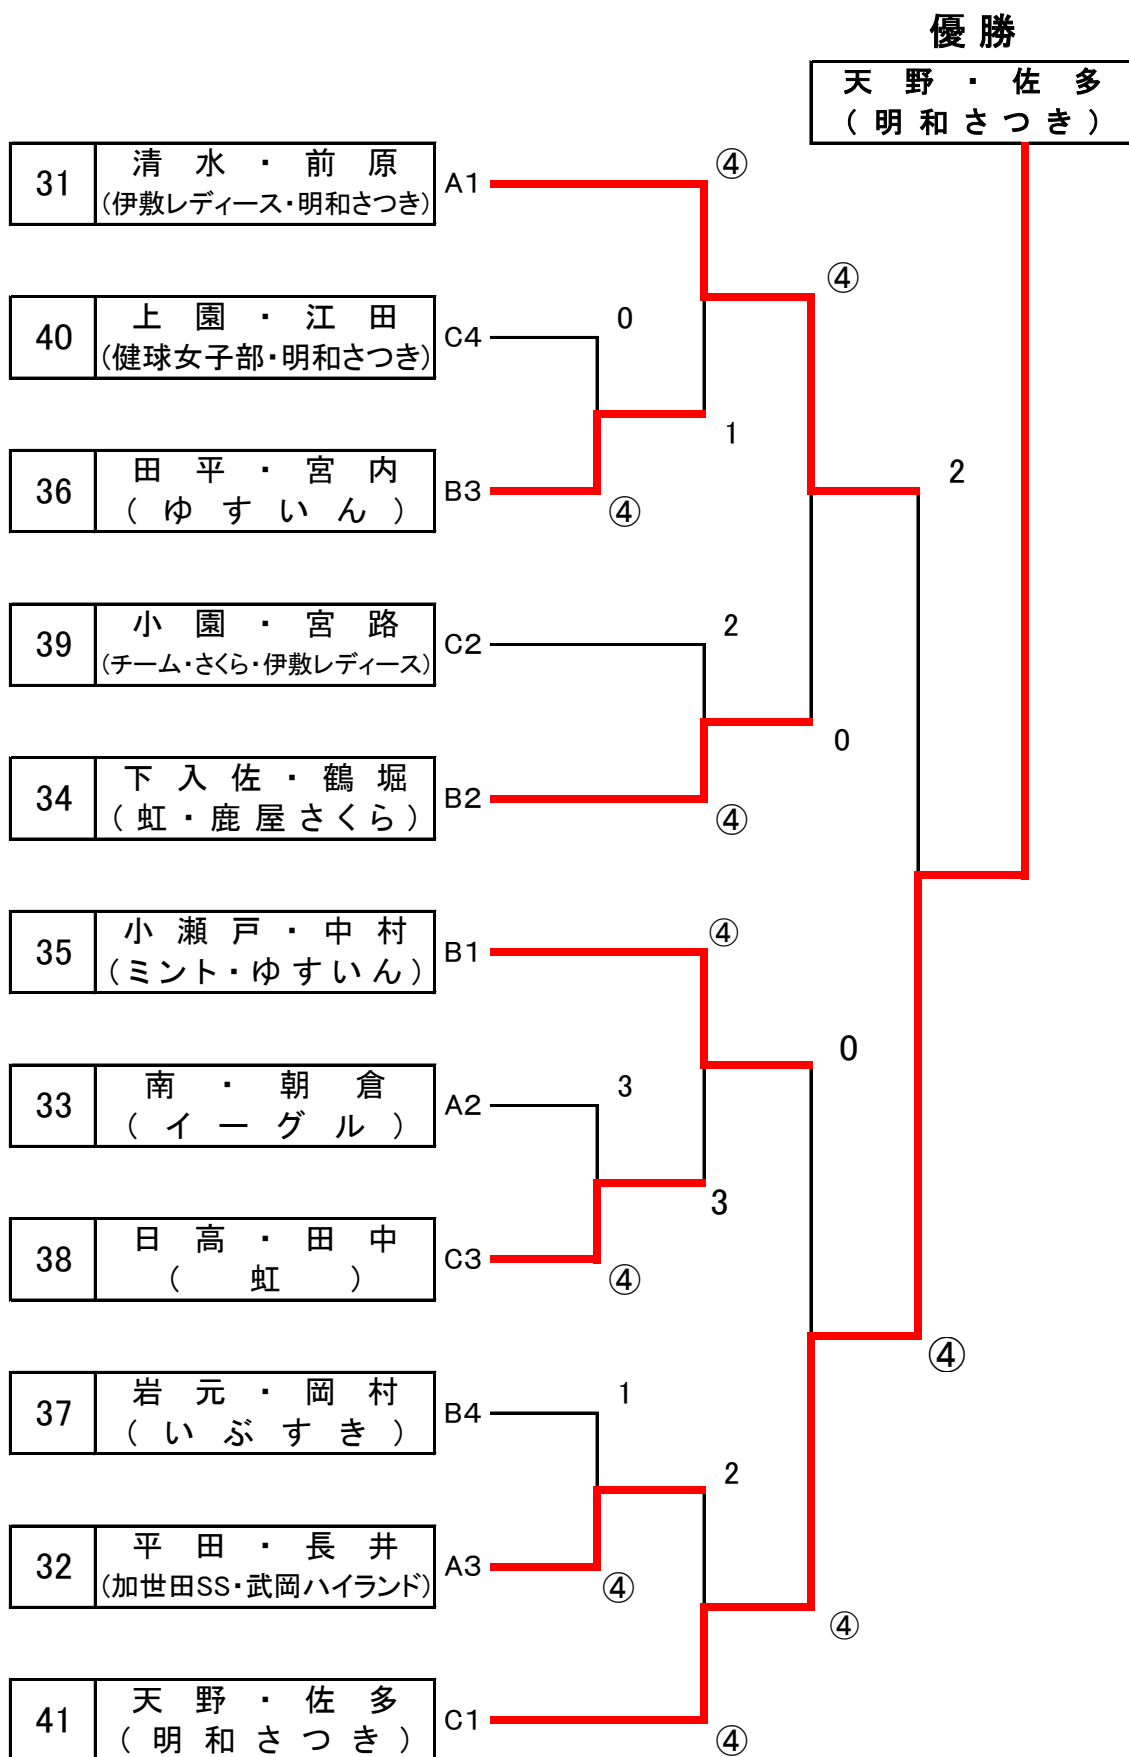 優勝
天野・佐多
(明和さつき)
31 清水・前原 A1 ④
(伊敷レディース・明和さつき)
④
40 上園・江田 C4 0
(健球女子部・明和さつき)
1
36 田平・宮内 B3 2
(ゆすいん) ④
39 小園・宮路 C2 2
(チーム・さくら・伊敷レディース)
0
34 下入佐・鶴堀 B2
(虹・鹿屋さくら) ④
35 小瀬戸・中村 B1 ④
(ミント・ゆすいん)
0
33 南・朝倉 A2 3
(イーグル)
3
38 日高・田中 C3
(虹) ④
④
37 岩元・岡村 B4 1
(いぶすき)
2
32 平田・長井 A3
(加世田SS・武岡ハイランド) ④
④
41 天野・佐多 C1
(明和さつき) ④